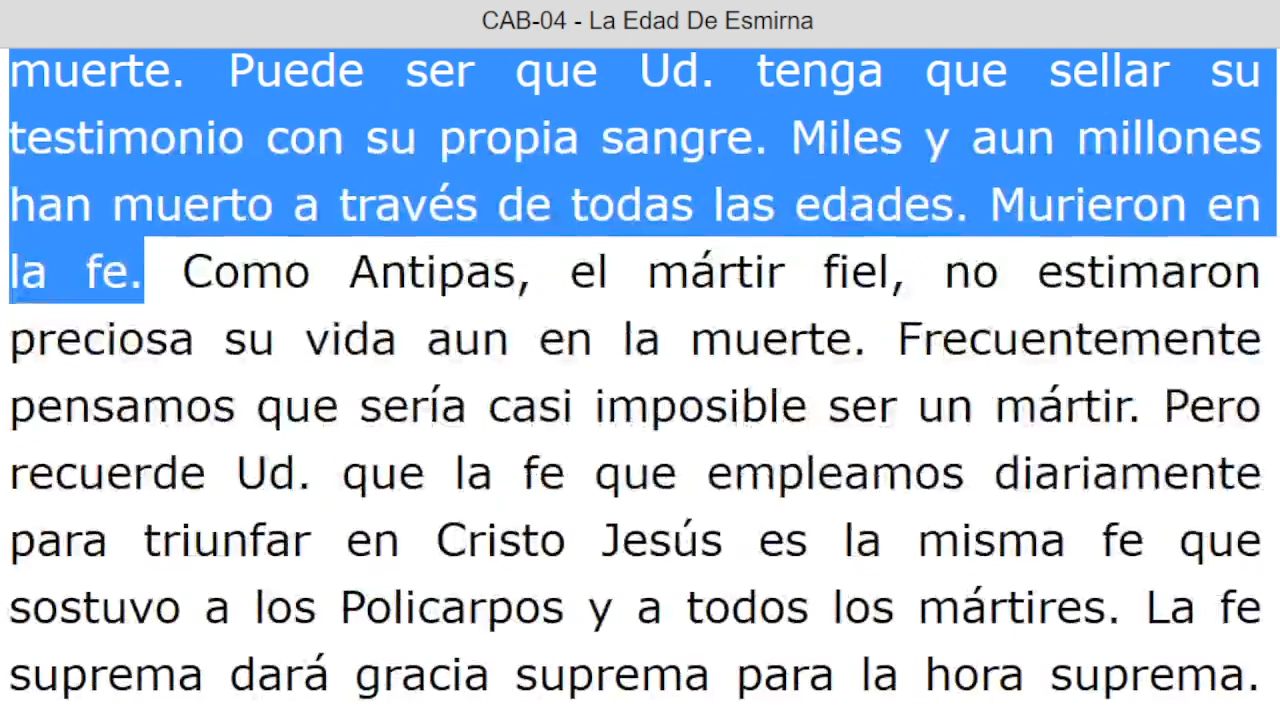 CAB-04 - La Edad De Esmirna
muerte. Puede ser que Ud. tenga que sellar su
testimonio con su propia sangre. Miles y aun millones
han muerto a través de todas las edades. Murieron en
la fe. Como Antipas, el mártir fiel, no estimaron
preciosa su vida aun en la muerte. Frecuentemente
pensamos que sería casi imposible ser un mártir. Pero
recuerde Ud. que la fe que empleamos diariamente
para triunfar en Cristo Jesús es la misma fe que
sostuvo a los Policarpos y a todos los mártires. La fe
suprema dará gracia suprema para la hora suprema.